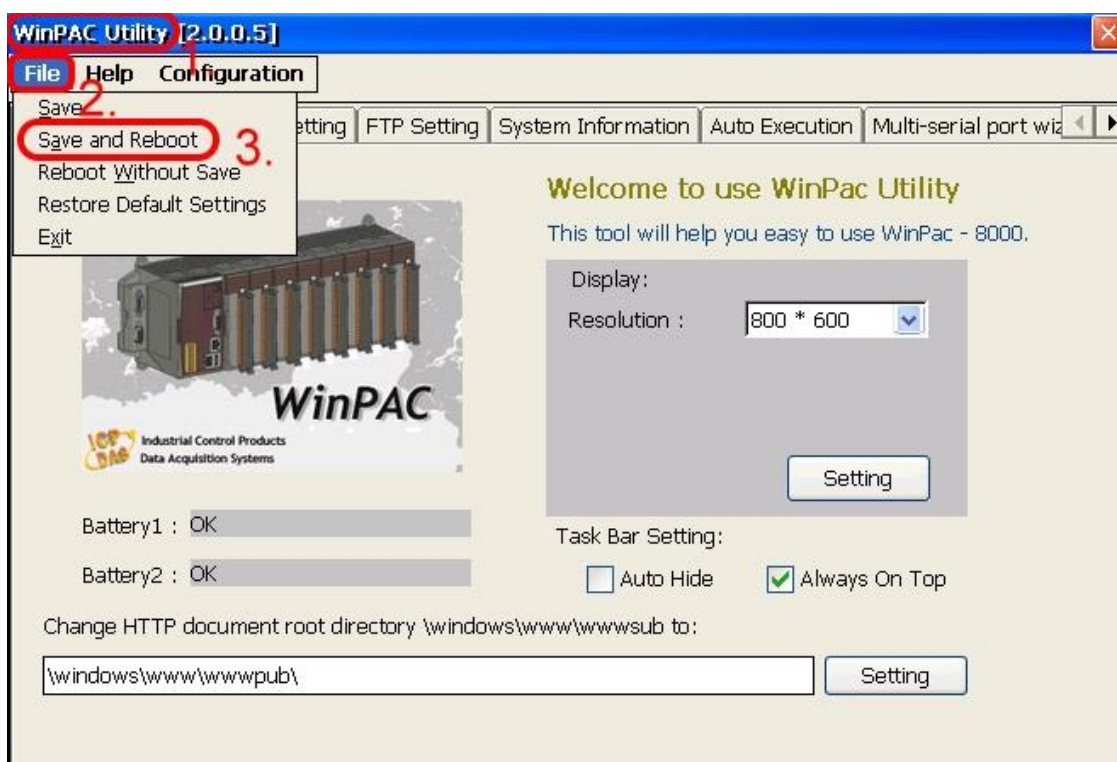 WinPAC Utility [2.0.0.5]
1.
File Help Configuration
2.
Save
Save and Reboot
3.
Reboot Without Save
Restore Default Settings
Exit
etting
FTP Setting
System Information
Auto Execution
Multi-serial port wiz
Welcome to use WinPac Utility
This tool will help you easy to use WinPac - 8000.
Display:
Resolution : 800 * 600
Setting
WinPAC
ICP DAS
Industrial Control Products
Data Acquisition Systems
Battery1 : OK
Battery2 : OK
Task Bar Setting:
Auto Hide
Always On Top
Change HTTP document root directory \windows\www\wwwsub to:
\windows\www\wwwpub\
Setting